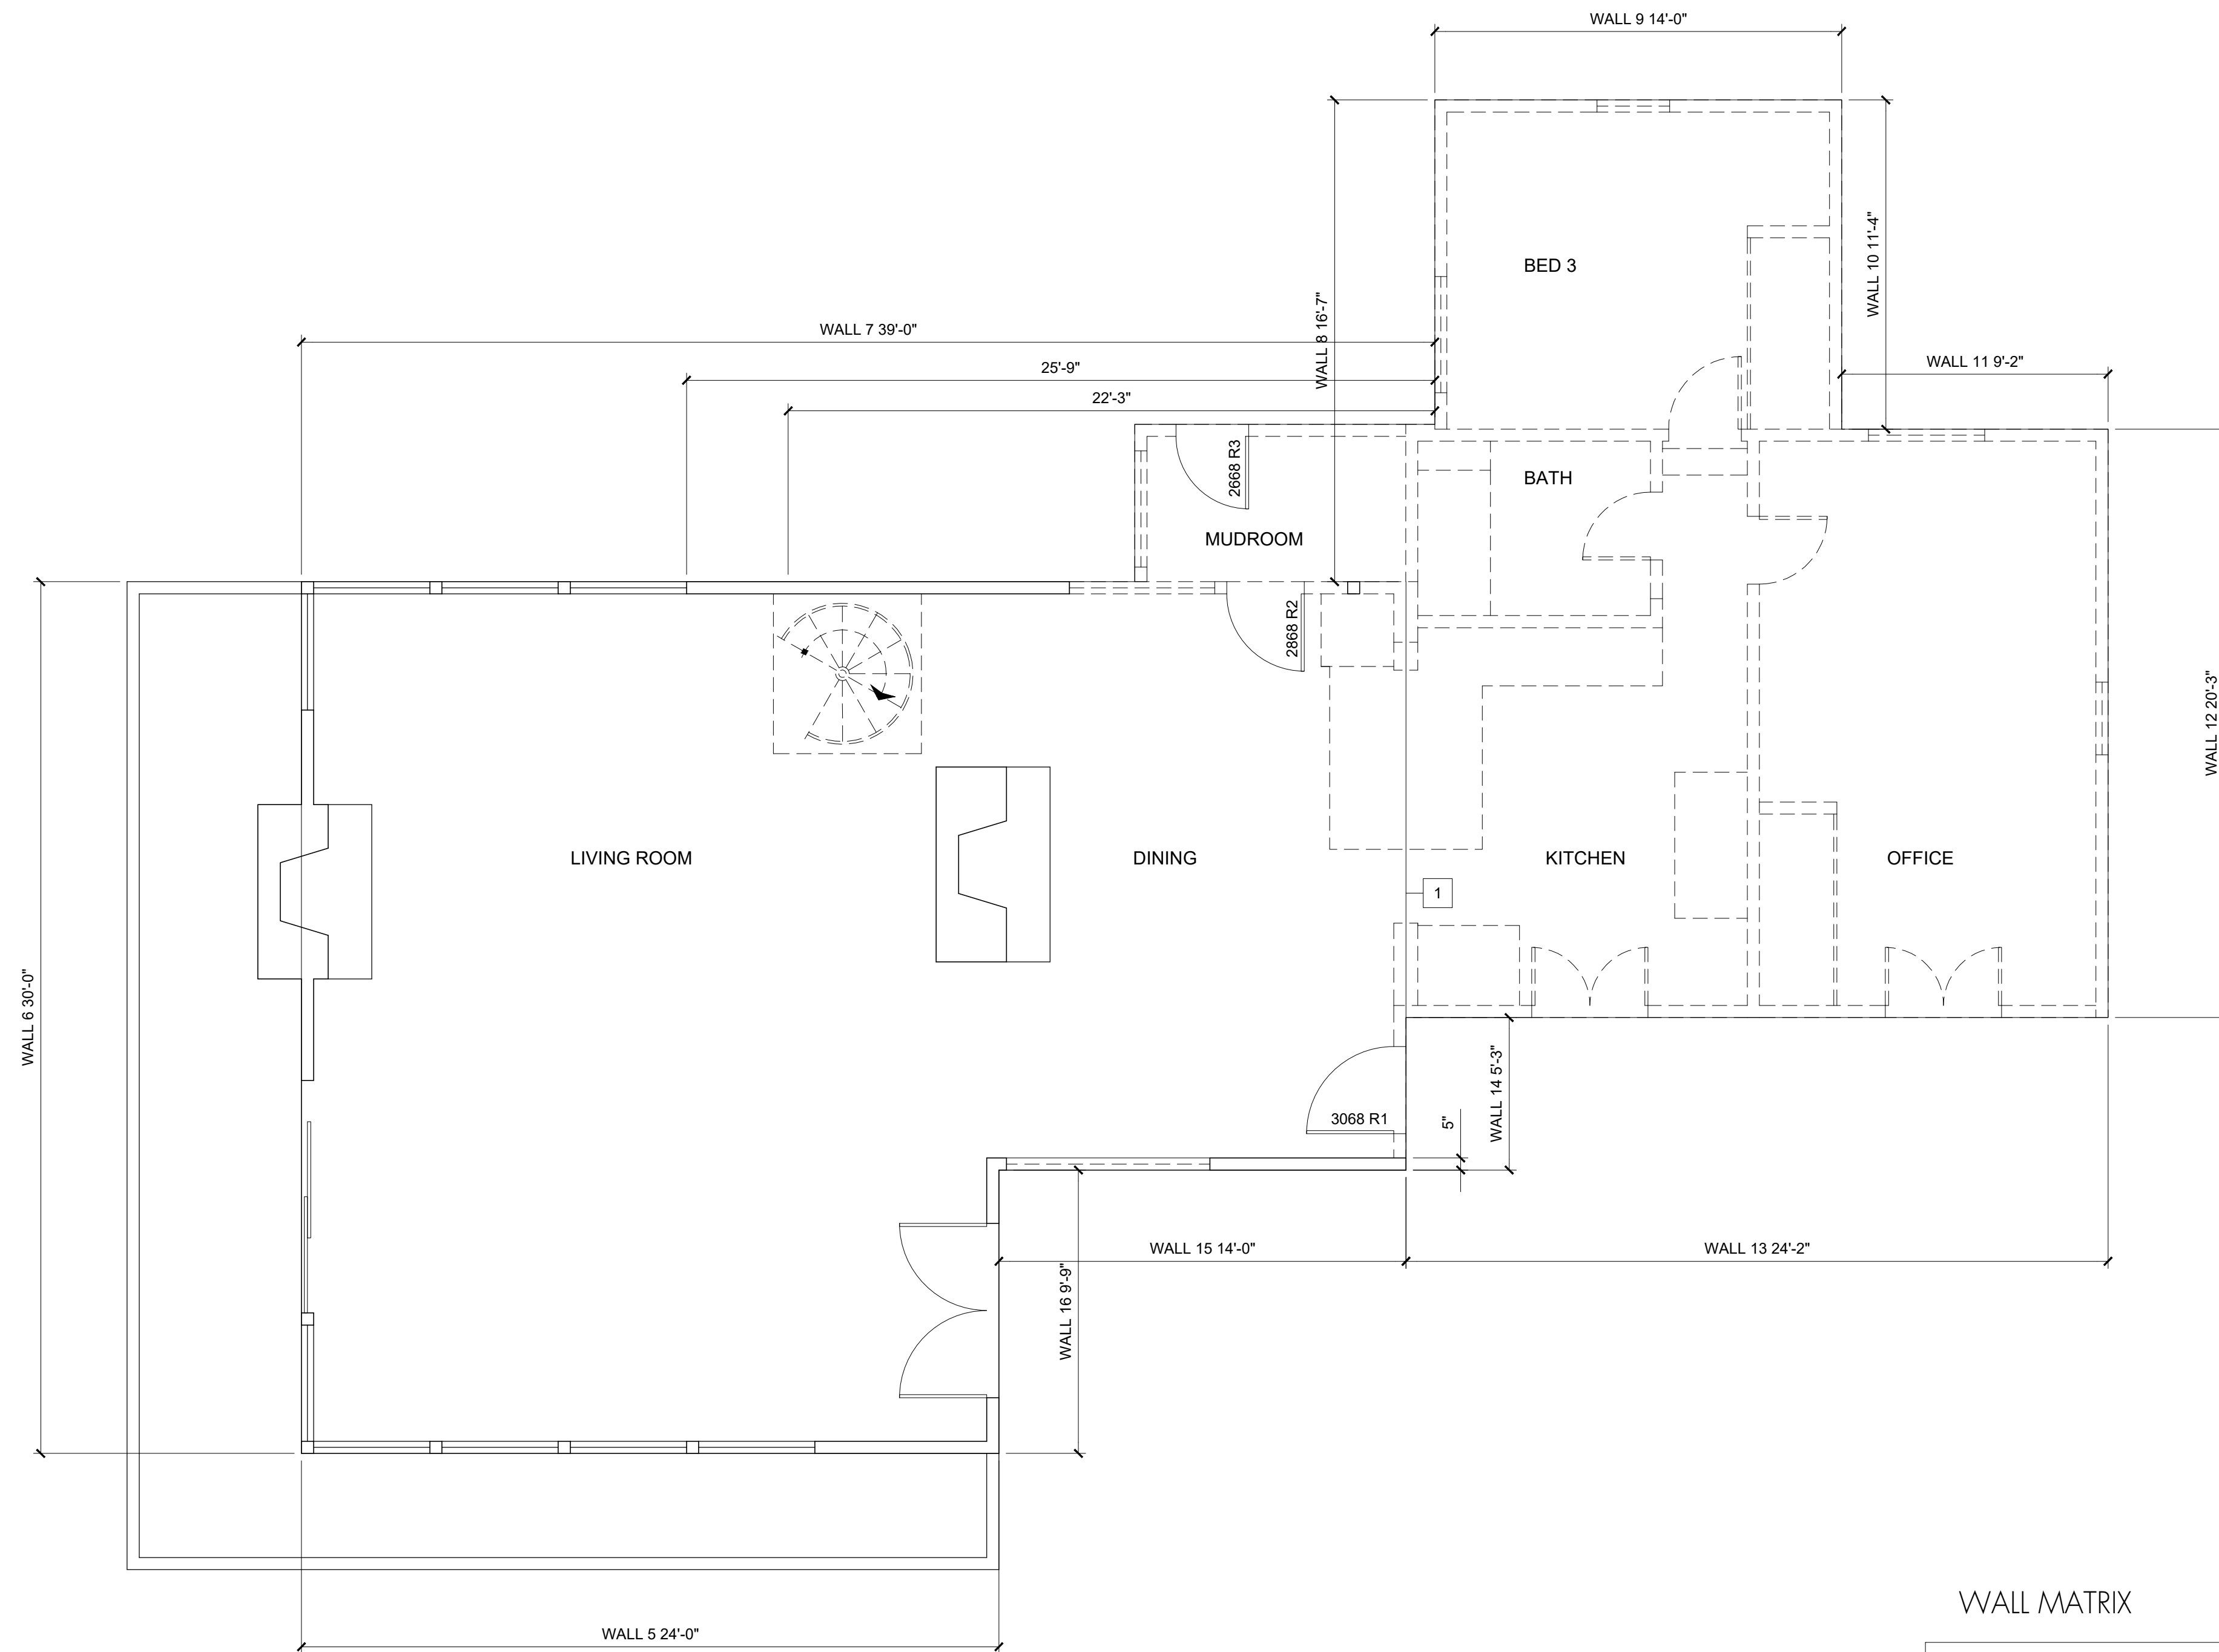 WALL 9 14'-0"
WALL 10 11'-4"
BED 3
WALL 8 16'-7"
WALL 7 39'-0"
WALL 11 9'-2"
25'-9"
22'-3"
2668 R3
BATH
MUDROOM
2868 R2
WALL 12 20'-3"
LIVING ROOM
DINING
KITCHEN
OFFICE
1
WALL 6 30'-0"
3068 R1
5"
WALL 14 5'-3"
WALL 15 14'-0"
WALL 13 24'-2"
WALL 16 9'-9"
WALL MATRIX
WALL 5 24'-0"